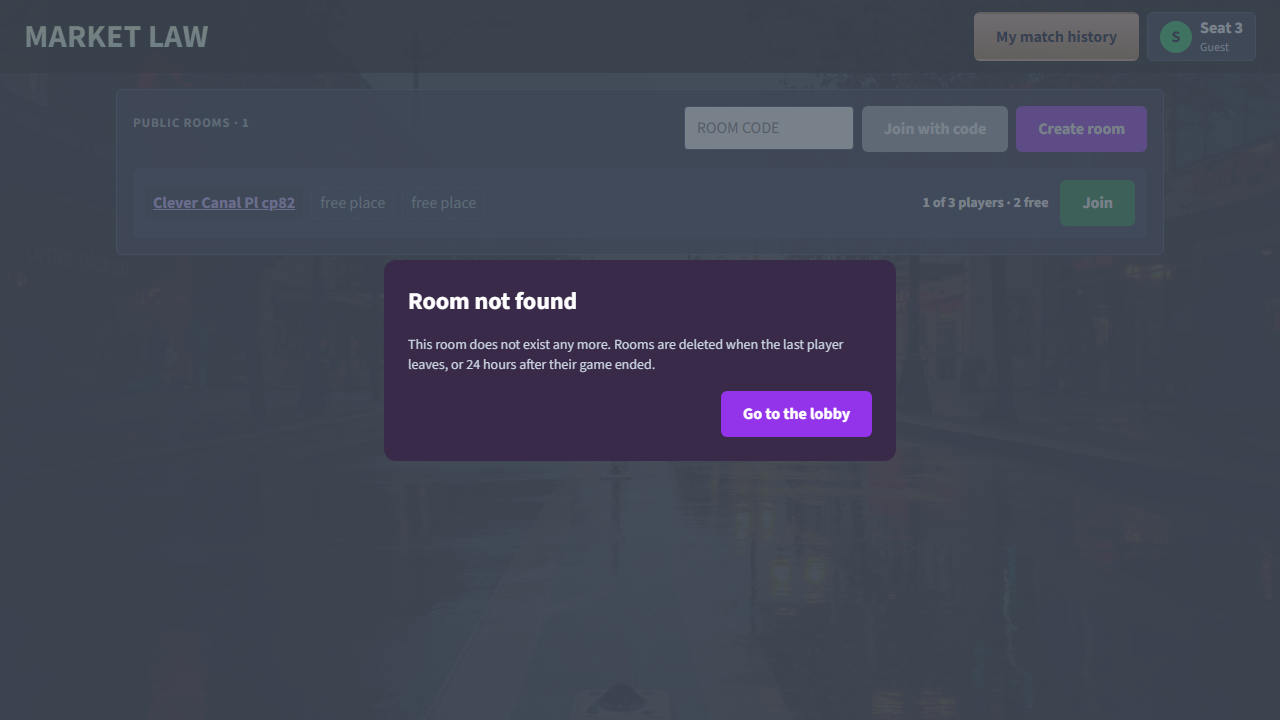 MARKET LAW
My match history
S
Seat 3
Guest
PUBLIC ROOMS · 1
ROOM CODE
Join with code
Create room
Clever Canal Pl cp82
free place
free place
1 of 3 players · 2 free
Join
Room not found
This room does not exist any more. Rooms are deleted when the last player
leaves, or 24 hours after their game ended.
Go to the lobby